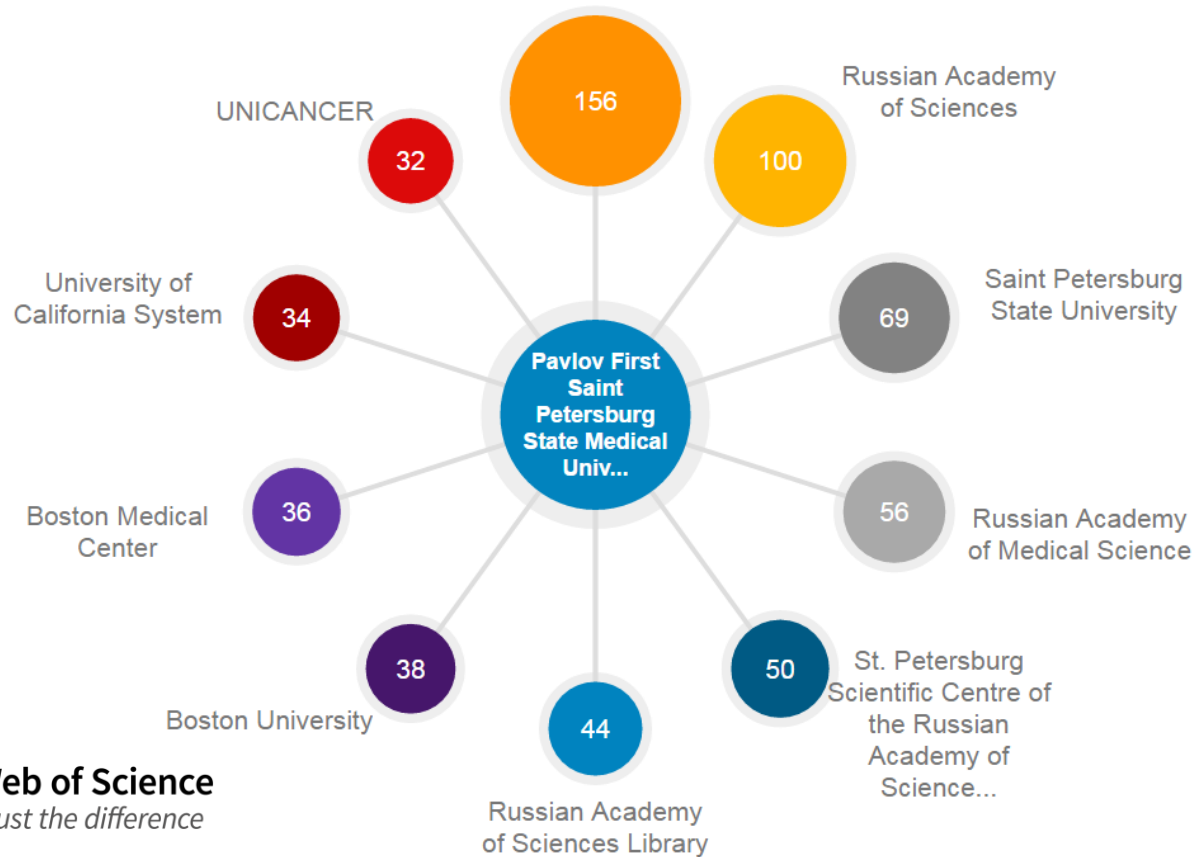 156
Russian Academy
of Sciences
100
UNICANCER
32
Saint Petersburg
State University
69
University of
California System
34
Pavlov First
Saint
Petersburg
State Medical
Univ...
Boston Medical
Center
36
56
Russian Academy
of Medical Science
Boston University
38
50
St. Petersburg
Scientific Centre of
the Russian
Academy of
Science...
44
Russian Academy
of Sciences Library
of Science
the difference